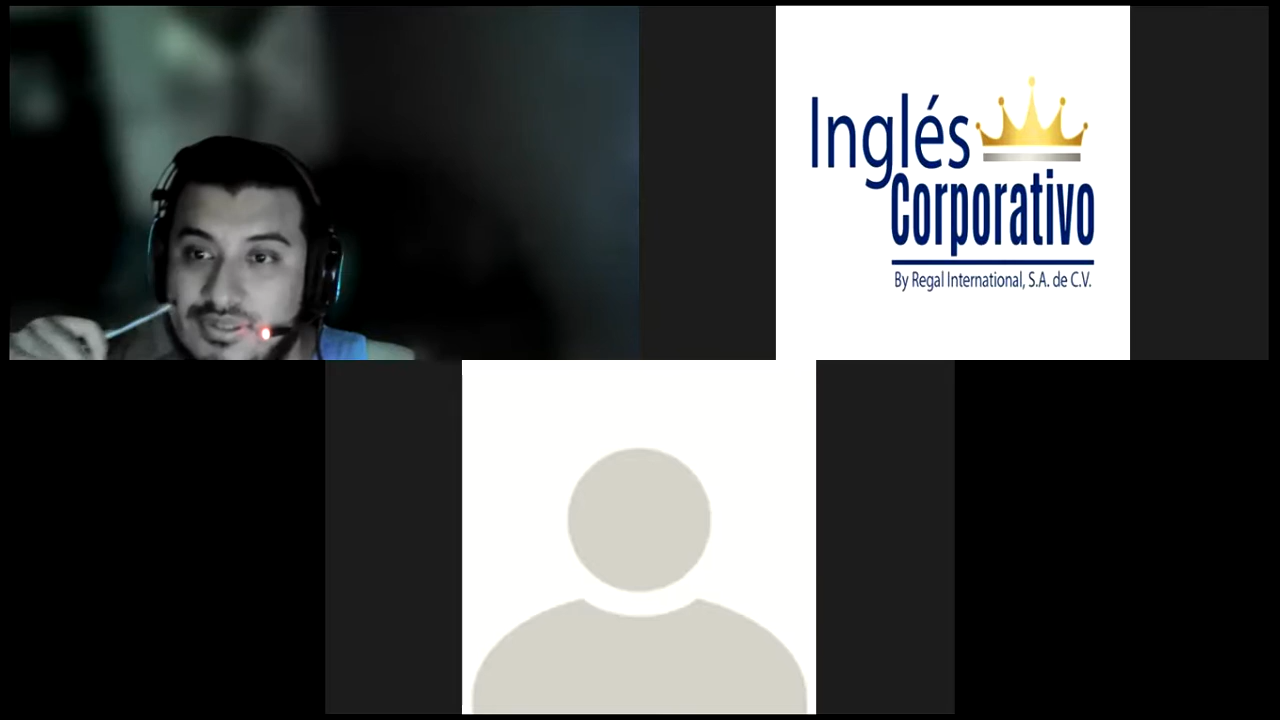 Inglés
Corporativo
By Regal International, S.A. de C.V.